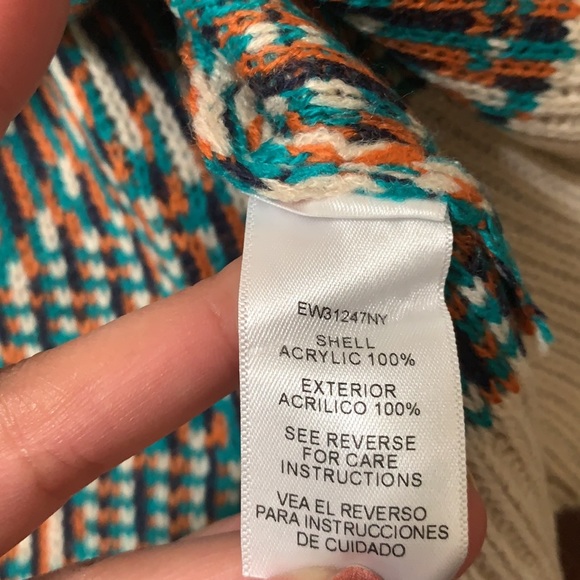 EW31247NY
SHELL
ACRYLIC 100%
EXTERIOR
ACRILICO 100%
SEE REVERSE
FOR CARE
INSTRUCTIONS
VEA EL REVERSO
PARA INSTRUCCIONES
DE CUIDADO